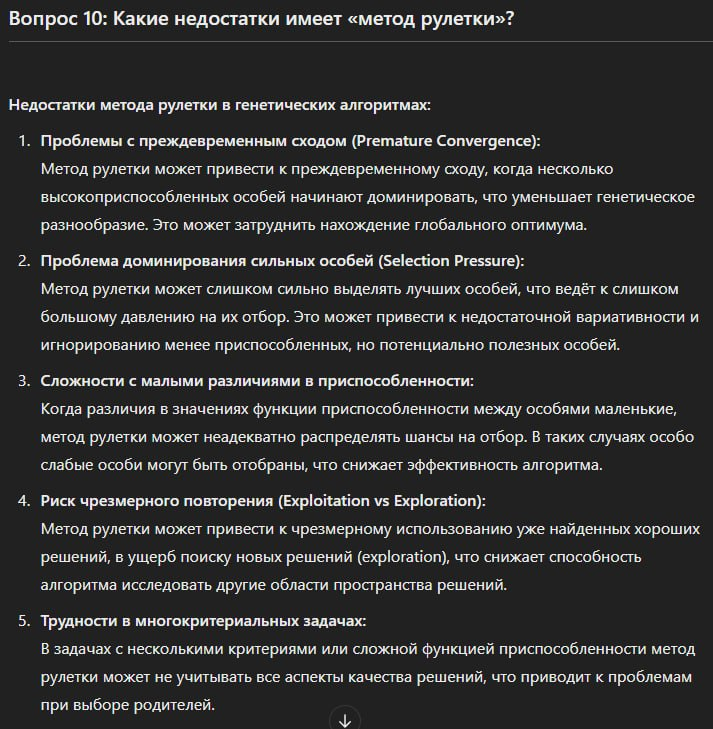 Вопрос 10: Какие недостатки имеет «метод рулетки»?
Недостатки метода рулетки в генетических алгоритмах:
1. Проблемы с преждевременным сходом (Premature Convergence):
Метод рулетки может привести к преждевременному сходу, когда несколько
высокоприспособленных особей начинают доминировать, что уменьшает генетическое
разнообразие. Это может затруднить нахождение глобального оптимума.
2. Проблема доминирования сильных особей (Selection Pressure):
Метод рулетки может слишком сильно выделять лучших особей, что ведёт к слишком
большому давлению на их отбор. Это может привести к недостаточной вариативности и
игнорированию менее приспособленных, но потенциально полезных особей.
3. Сложности с малыми различиями в приспособленности:
Когда различия в значениях функции приспособленности между особями маленькие,
метод рулетки может неадекватно распределять шансы на отбор. В таких случаях особо
слабые особи могут быть отобраны, что снижает эффективность алгоритма.
4. Риск чрезмерного повторения (Exploitation vs Exploration):
Метод рулетки может привести к чрезмерному использованию уже найденных хороших
решений, в ущерб поиску новых решений (exploration), что снижает способность
алгоритма исследовать другие области пространства решений.
5. Трудности в многокритериальных задачах:
В задачах с несколькими критериями или сложной функцией приспособленности метод
рулетки может не учитывать все аспекты качества решений, что приводит к проблемам
при выборе родителей.